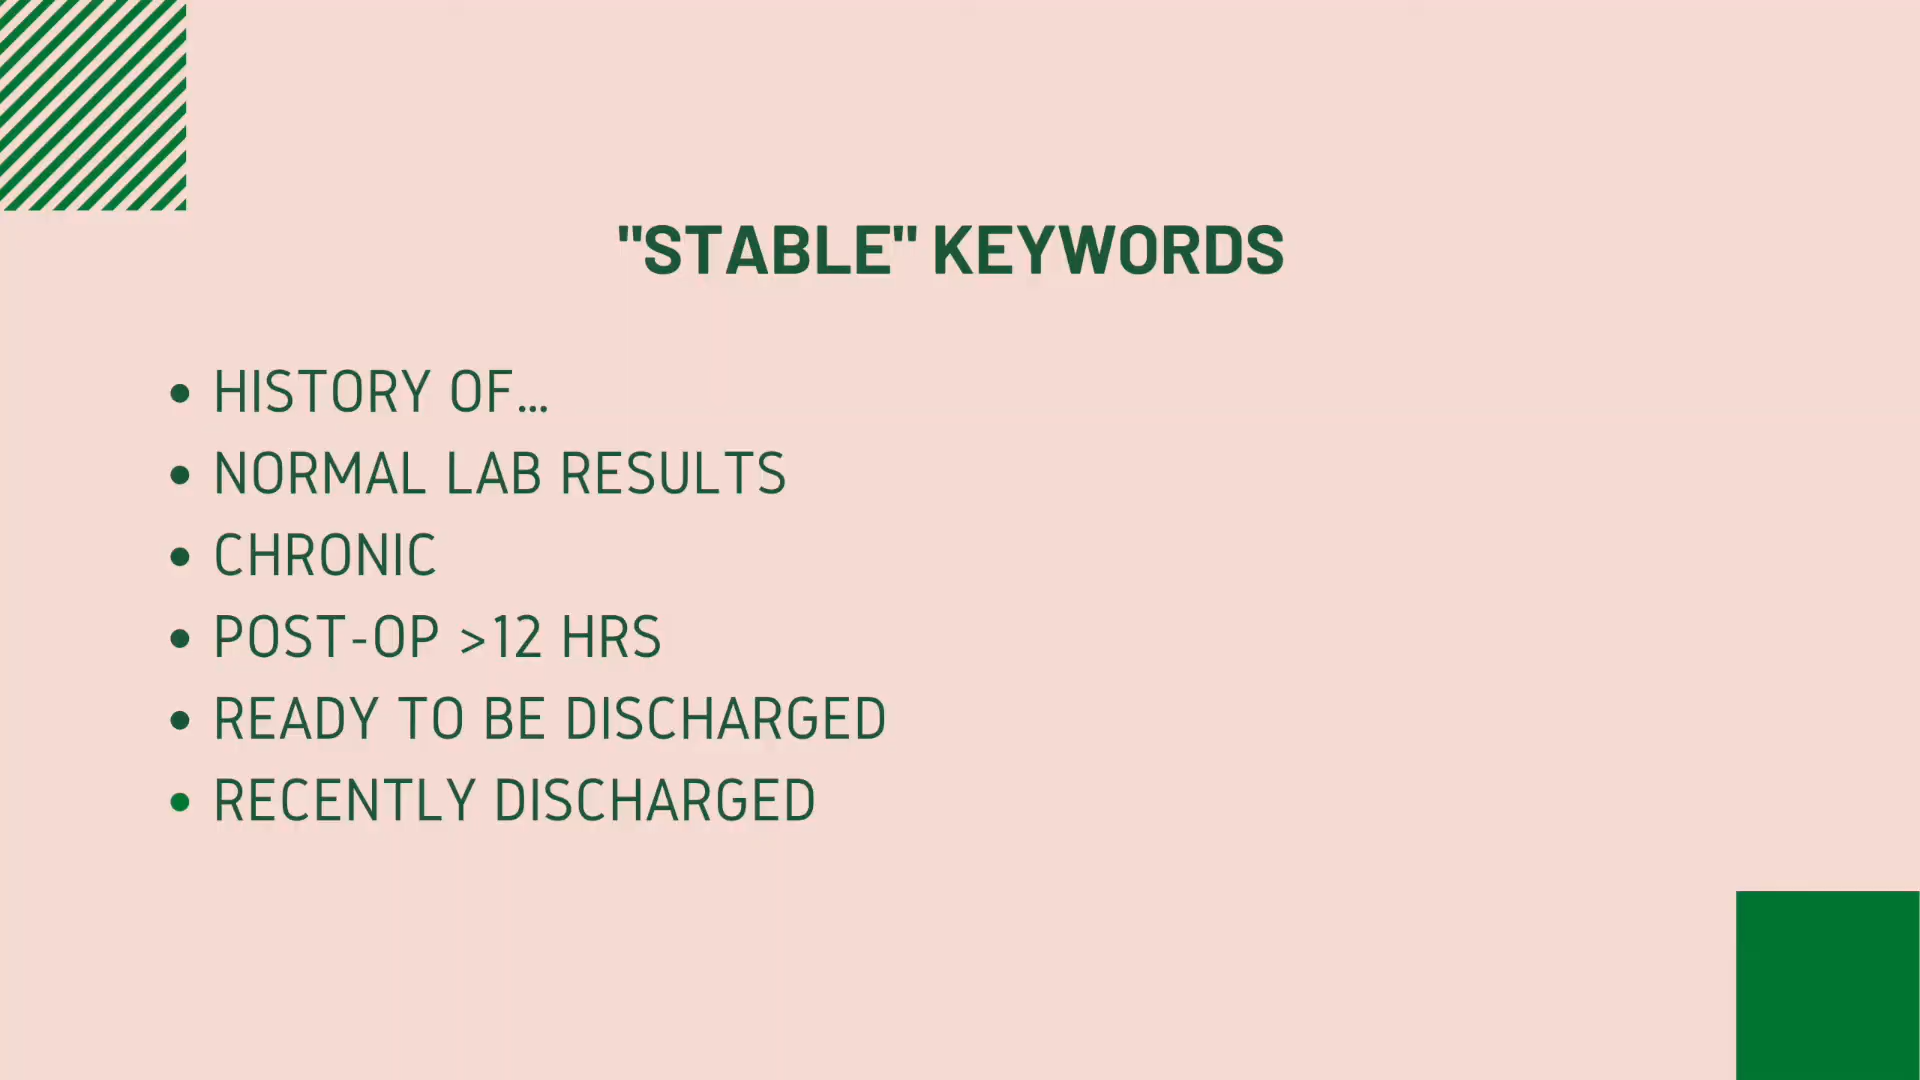 "STABLE" KEYWORDS
• HISTORY OF...
• NORMAL LAB RESULTS
• CHRONIC
• POST-OP >12 HRS
• READY TO BE DISCHARGED
• RECENTLY DISCHARGED